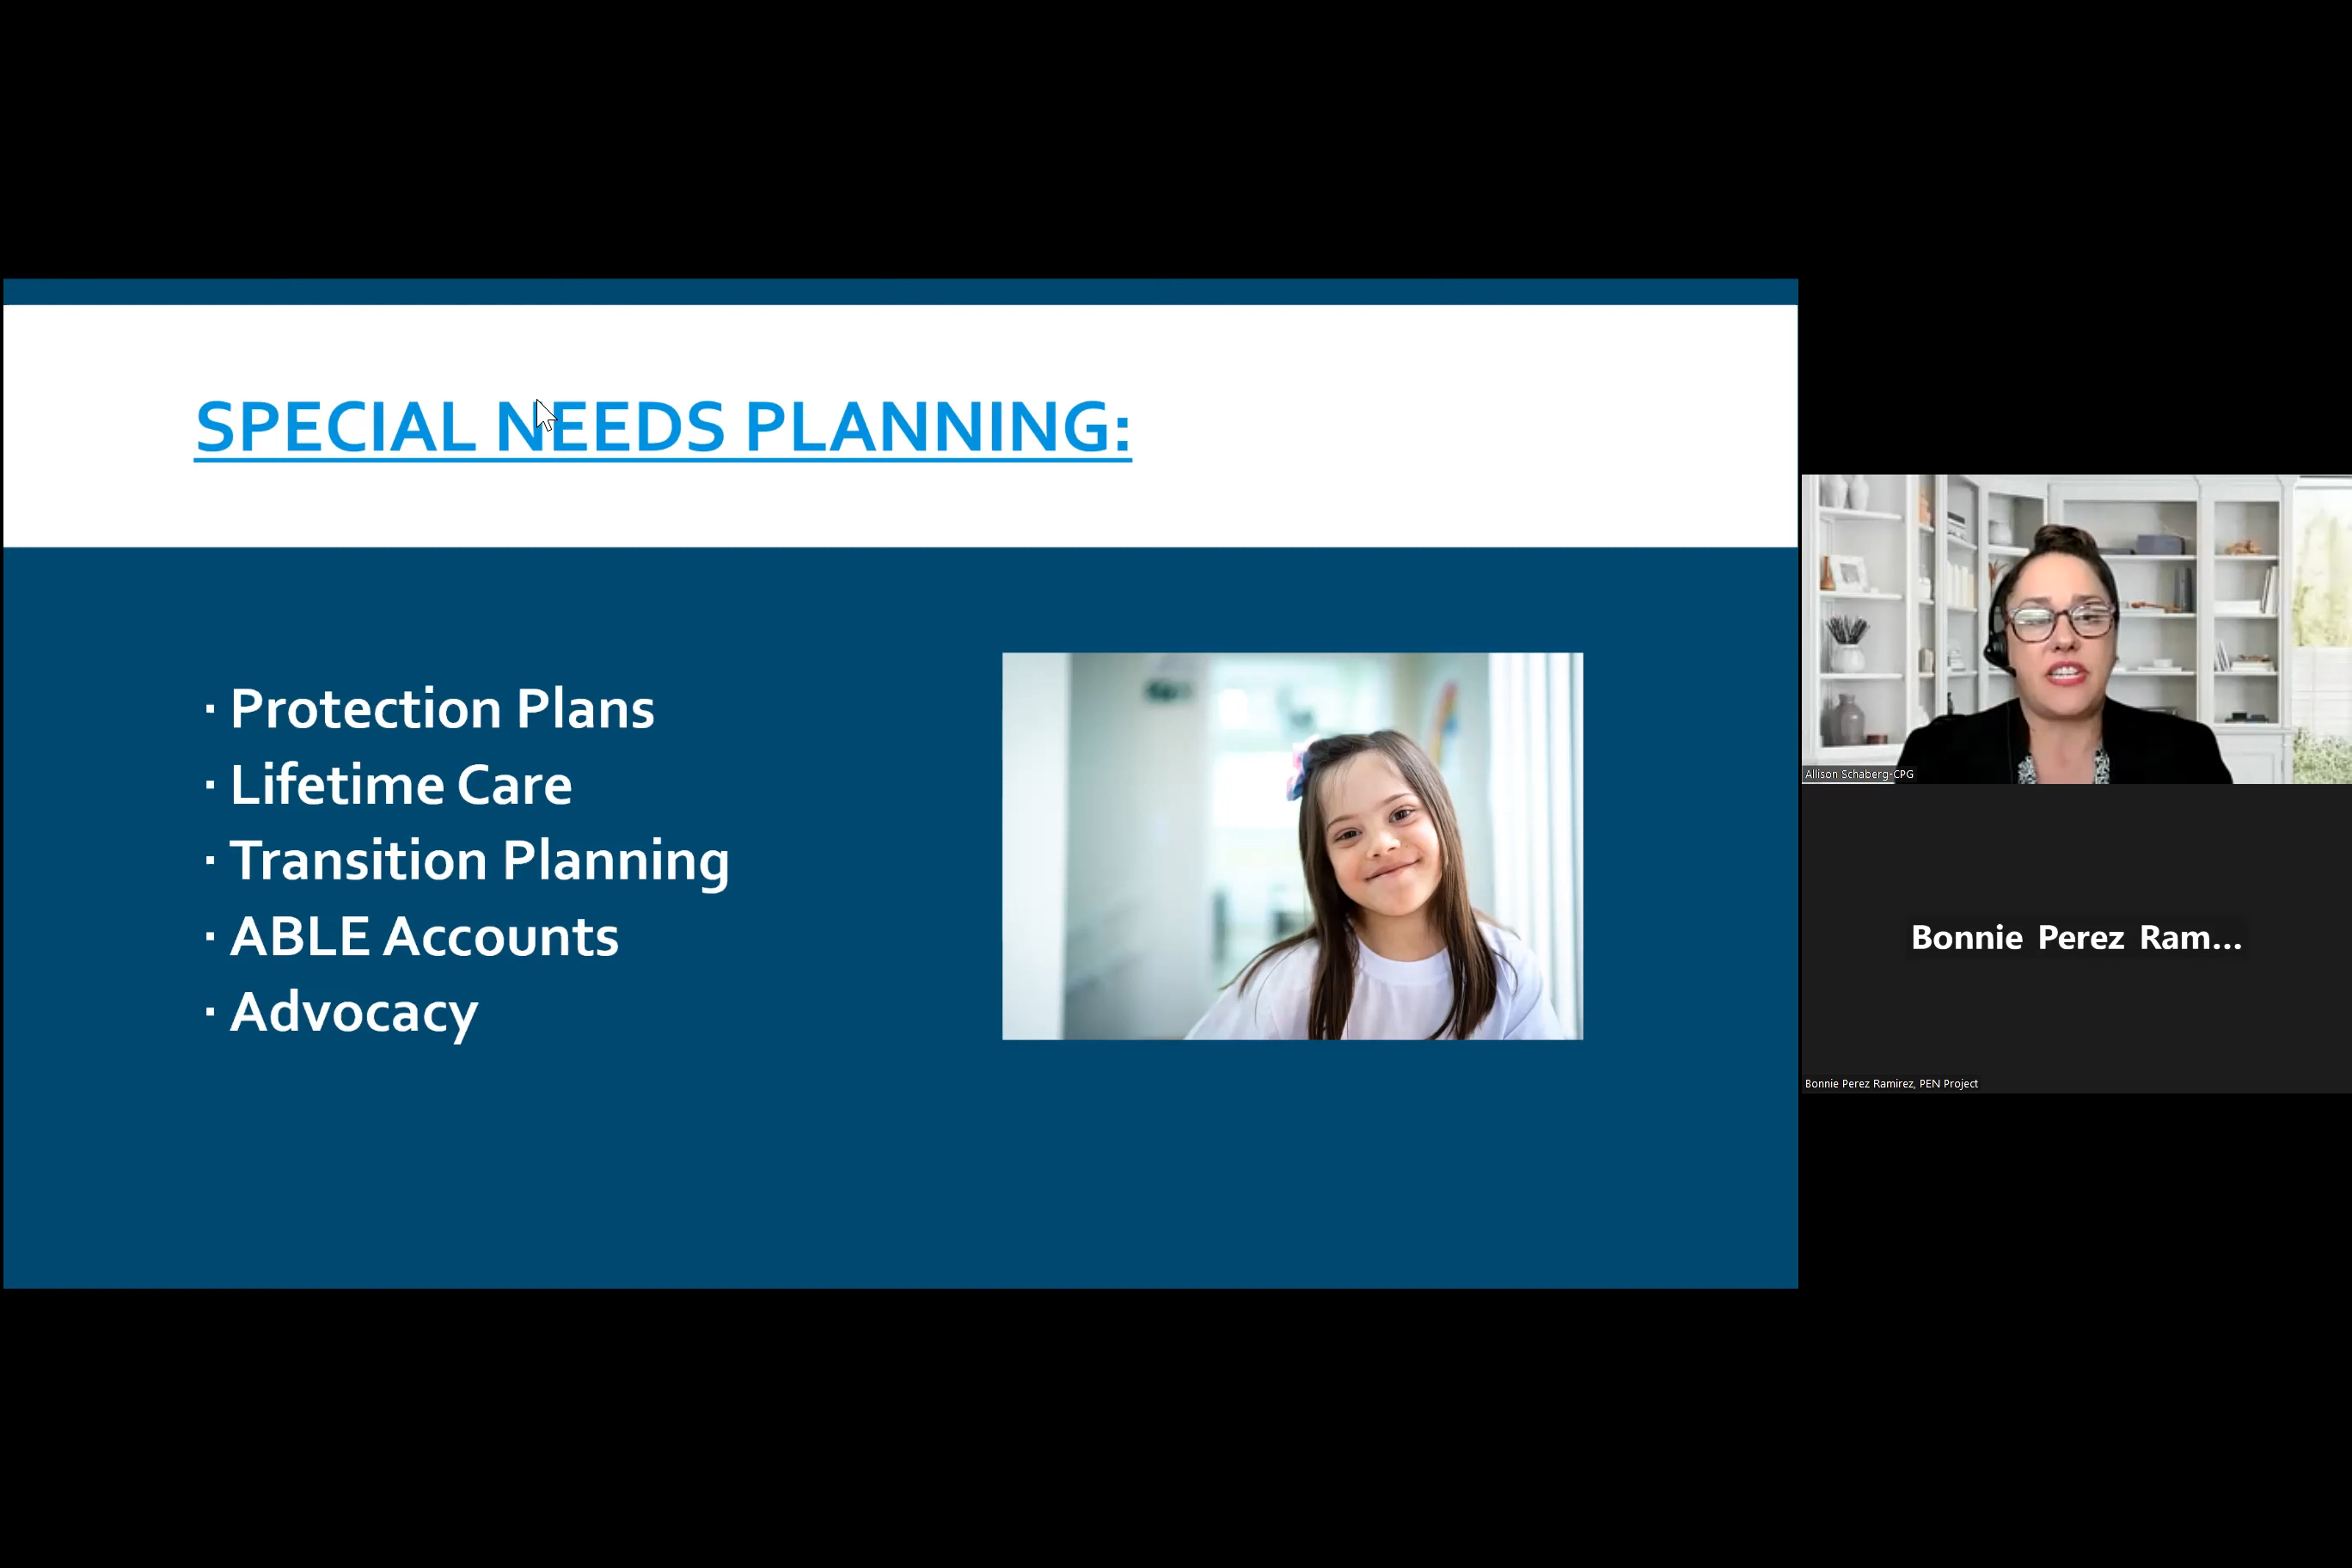 SPECIAL NEEDS PLANNING:
· Protection Plans
· Lifetime Care
· Transition Planning
· ABLE Accounts
· Advocacy
Allison Schaberg-CPG
Bonnie Perez Ram...
Bonnie Perez Ramirez, PEN Project